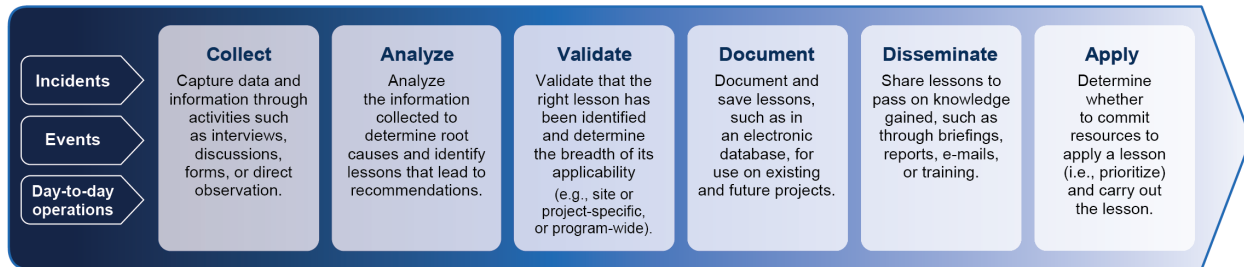 Incidents
Events
Day-to-day
operations
Collect
Capture data and
information through
activities such
as interviews,
discussions,
forms, or direct
observation.
Analyze
Analyze
the information
collected to
determine root
causes and identify
lessons that lead to
recommendations.
Validate
Validate that the
right lesson has
been identified
and determine
the breadth of its
applicability
(e.g., site or
project-specific,
or program-wide).
Document
Document and
save lessons,
such as in
an electronic
database, for
use on existing
and future projects.
Disseminate
Share lessons to
pass on knowledge
gained, such as
through briefings,
reports, e-mails,
or training.
Apply
Determine
whether
to commit
resources to
apply a lesson
(i.e., prioritize)
and carry out
the lesson.